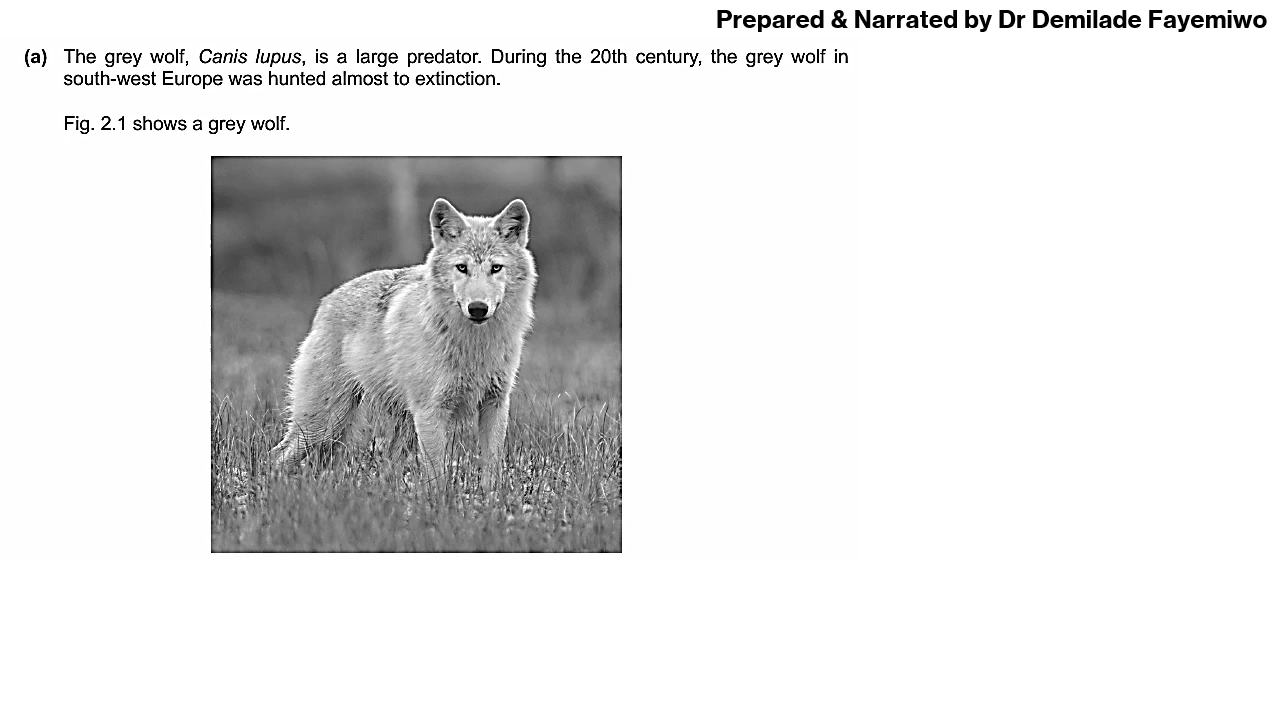 Prepared & Narrated by Dr Demilade Fayemiwo
(a) The grey wolf, Canis lupus, is a large predator. During the 20th century, the grey wolf in
south-west Europe was hunted almost to extinction.
Fig. 2.1 shows a grey wolf.